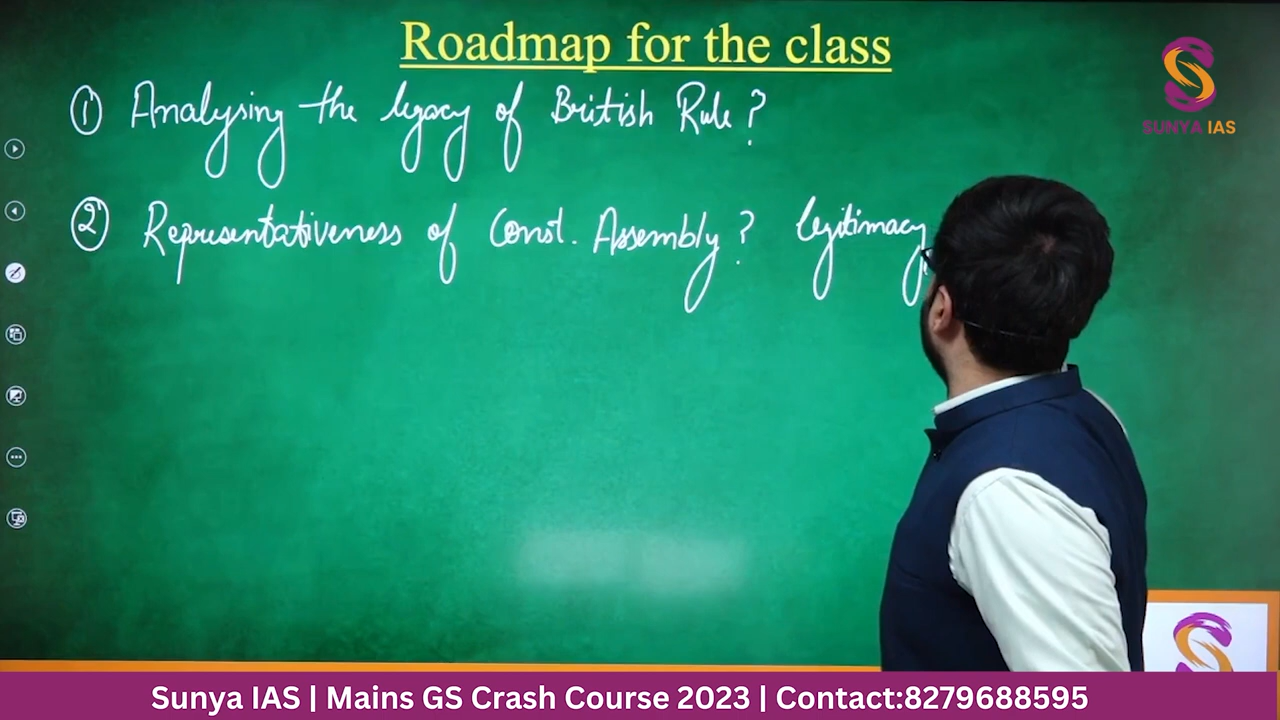 Roadmap for the class
SUNYA IAS
① Analysing the legacy of British Rule?
② Representativeness of Const. Assembly? legitimacy
Sunya IAS | Mains GS Crash Course 2023 | Contact:8279688595